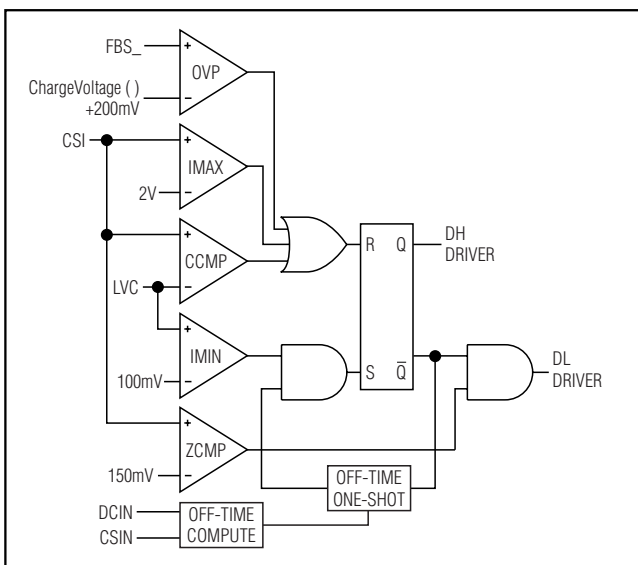 FBS_
+
OVP
ChargeVoltage ( )
+200mV
−
CSI
+
IMAX
2V
−
+
CCMP
LVC
−
+
IMIN
100mV
−
+
ZCMP
150mV
−
R Q
S Q̅
DH
DRIVER
DL
DRIVER
OFF-TIME
ONE-SHOT
DCIN
CSIN
OFF-TIME
COMPUTE